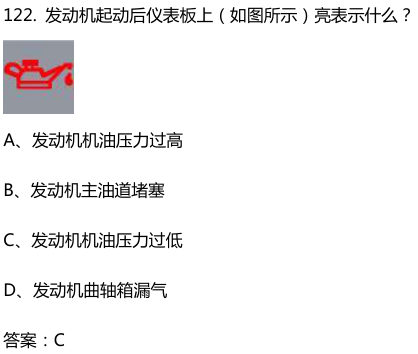 122. 发动机起动后仪表板上（如图所示）亮表示什么？
A、发动机机油压力过高
B、发动机主油道堵塞
C、发动机机油压力过低
D、发动机曲轴箱漏气
答案：C